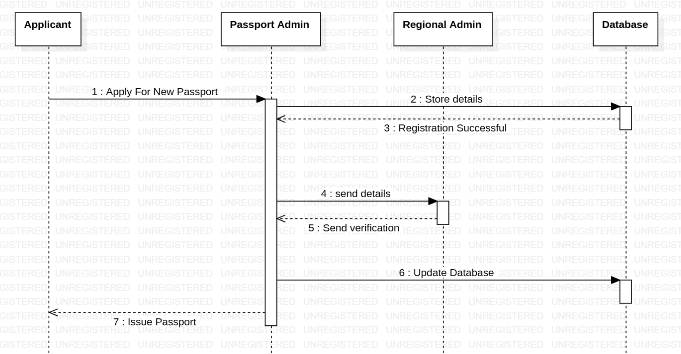 Applicant
Passport Admin
Regional Admin
Database
1 : Apply For New Passport
2 : Store details
3 : Registration Successful
4 : send details
5 : Send verification
6 : Update Database
7 : Issue Passport
UNREGISTERED